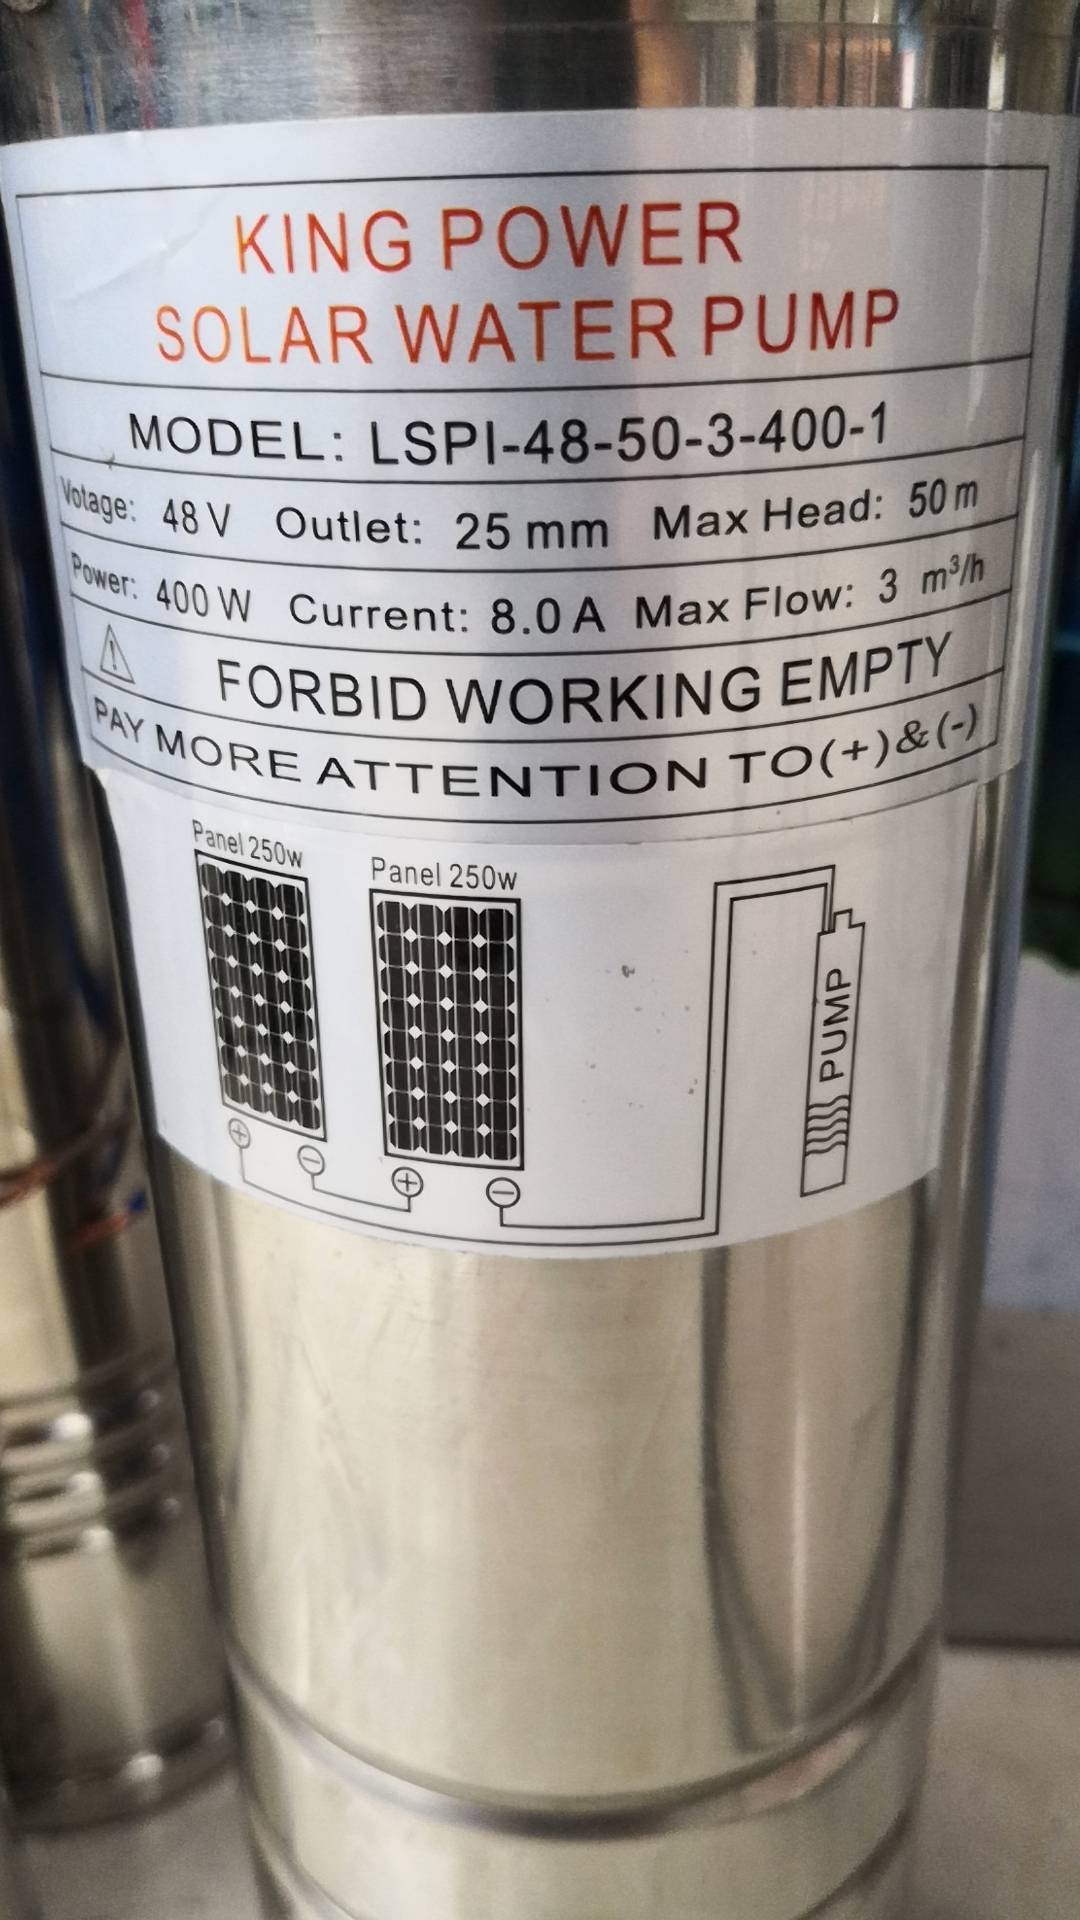 KING POWER
SOLAR WATER PUMP
MODEL: LSPI-48-50-3-400-1
Votage: 48 V Outlet: 25 mm Max Head: 50 m
Power: 400 W Current: 8.0 A Max Flow: 3 m³/h
FORBID WORKING EMPTY
PAY MORE ATTENTION TO(+)&(-)
Panel 250w Panel 250w
PUMP